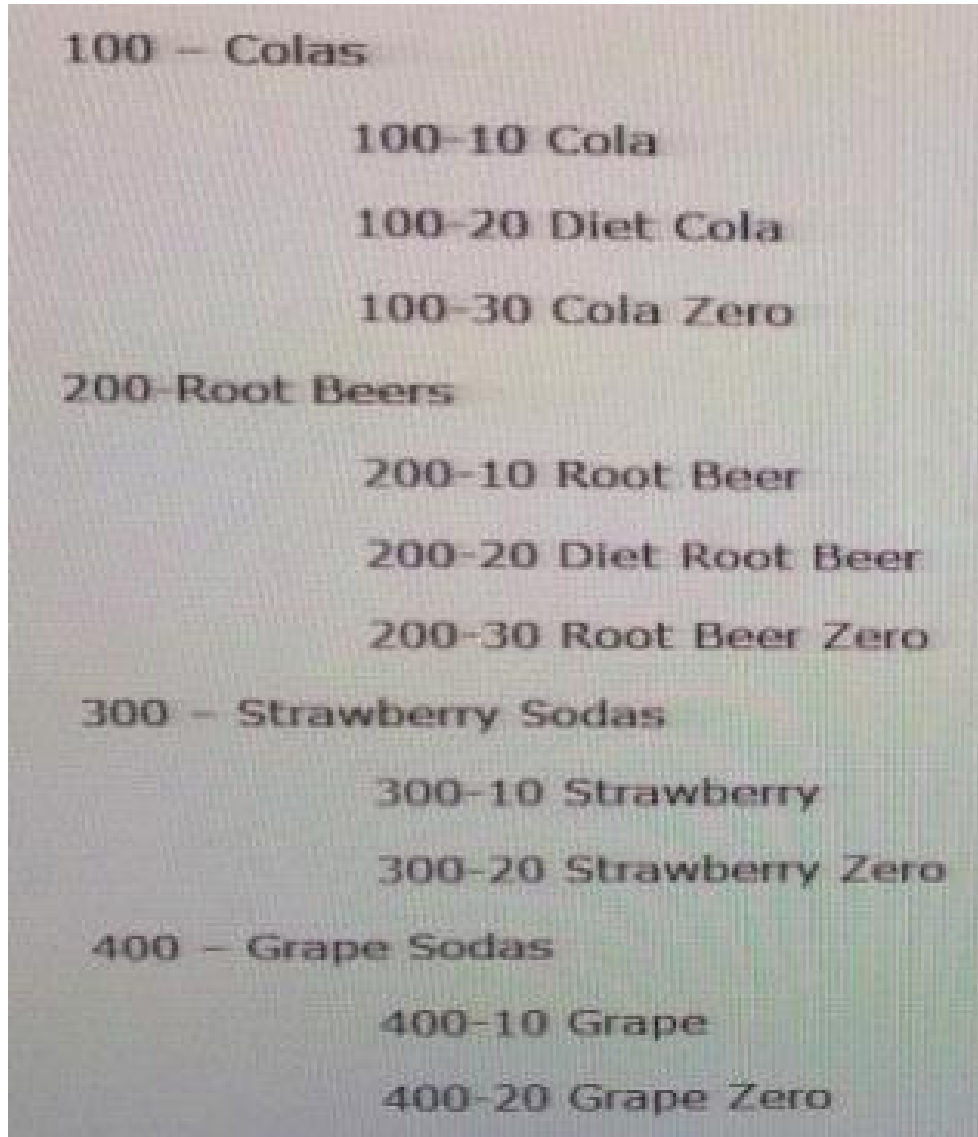 100 – Colas
100-10 Cola
100-20 Diet Cola
100-30 Cola Zero
200-Root Beers
200-10 Root Beer
200-20 Diet Root Beer
200-30 Root Beer Zero
300 – Strawberry Sodas
300-10 Strawberry
300-20 Strawberry Zero
400 – Grape Sodas
400-10 Grape
400-20 Grape Zero